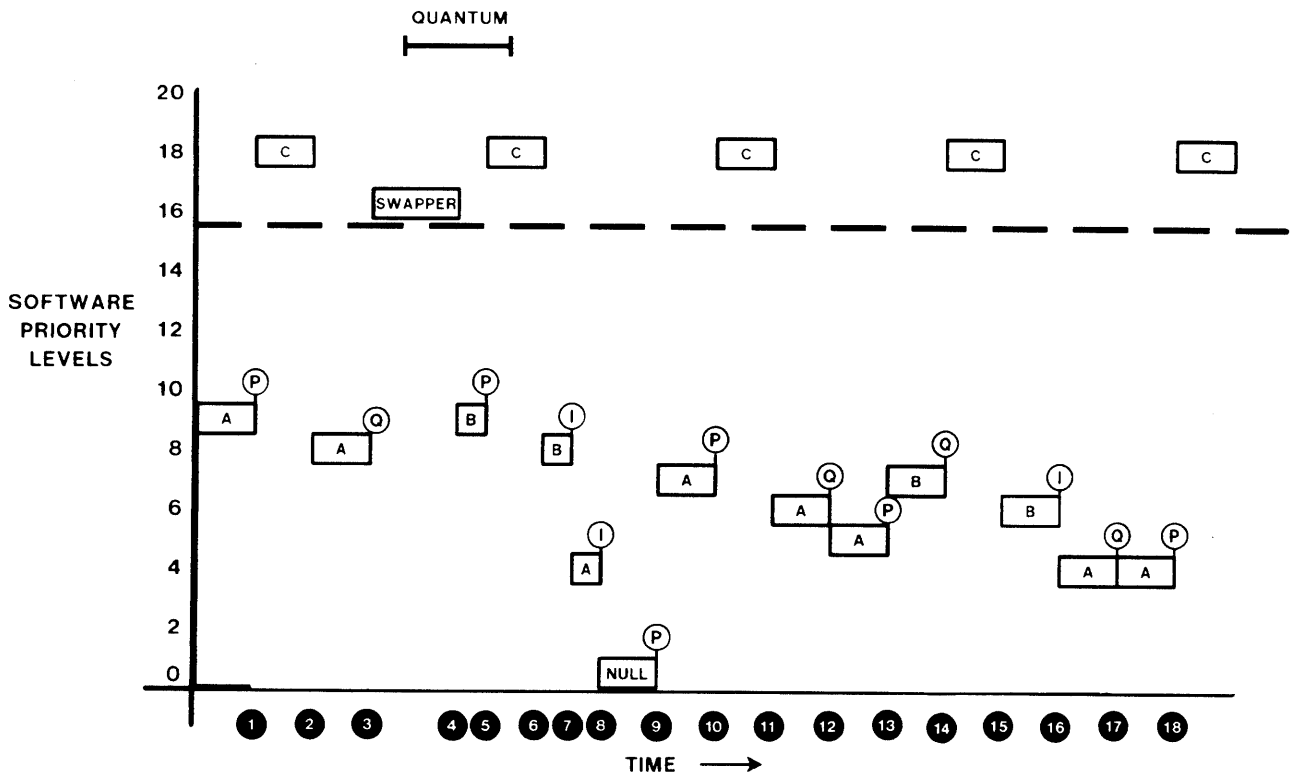 QUANTUM
20
18
16
14
12
10
8
6
4
2
0
SOFTWARE
PRIORITY
LEVELS
C
C
C
C
C
SWAPPER
P
P
A
B
Q
I
A
B
P
Q
Q
A
B
I
A
P
I
A
B
A
Q
P
A
A
P
NULL
1 2 3 4 5 6 7 8 9 10 11 12 13 14 15 16 17 18
TIME